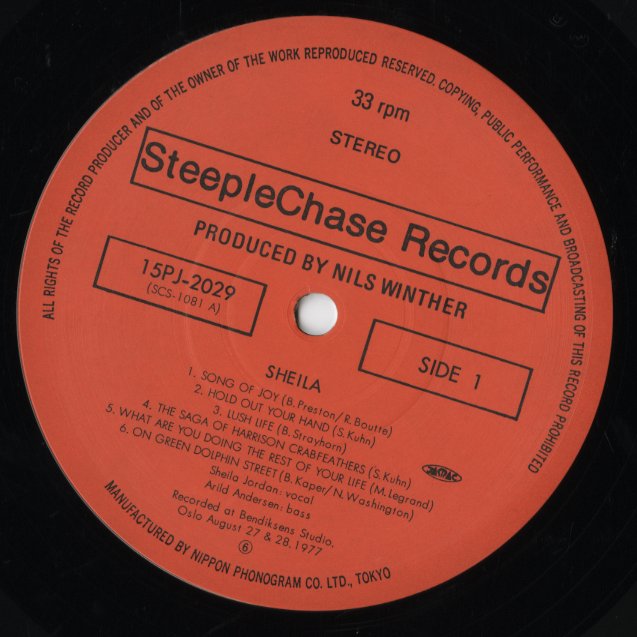 ALL RIGHTS OF THE RECORD PRODUCER AND OF THE OWNER OF THE WORK REPRODUCED RESERVED. COPYING, PUBLIC PERFORMANCE AND BROADCASTING OF THIS RECORD PROHIBITED
33 rpm
STEREO
SteepleChase Records
PRODUCED BY NILS WINTHER
15PJ-2029
(SCS-1081 A)
SIDE 1
SHEILA
1. SONG OF JOY (B. Preston/R. Boutte)
2. HOLD OUT YOUR HAND (S. Kuhn)
3. LUSH LIFE (B. Strayhorn)
4. THE SAGA OF HARRISON CRABFEATHERS (S. Kuhn)
5. WHAT ARE YOU DOING THE REST OF YOUR LIFE (M. Legrand)
6. ON GREEN DOLPHIN STREET (B. Kaper/N. Washington)
Sheila Jordan: vocal
Arild Andersen: bass
Recorded at Bendiksens Studio,
Oslo August 27 & 28, 1977
6
MANUFACTURED BY NIPPON PHONOGRAM CO. LTD., TOKYO